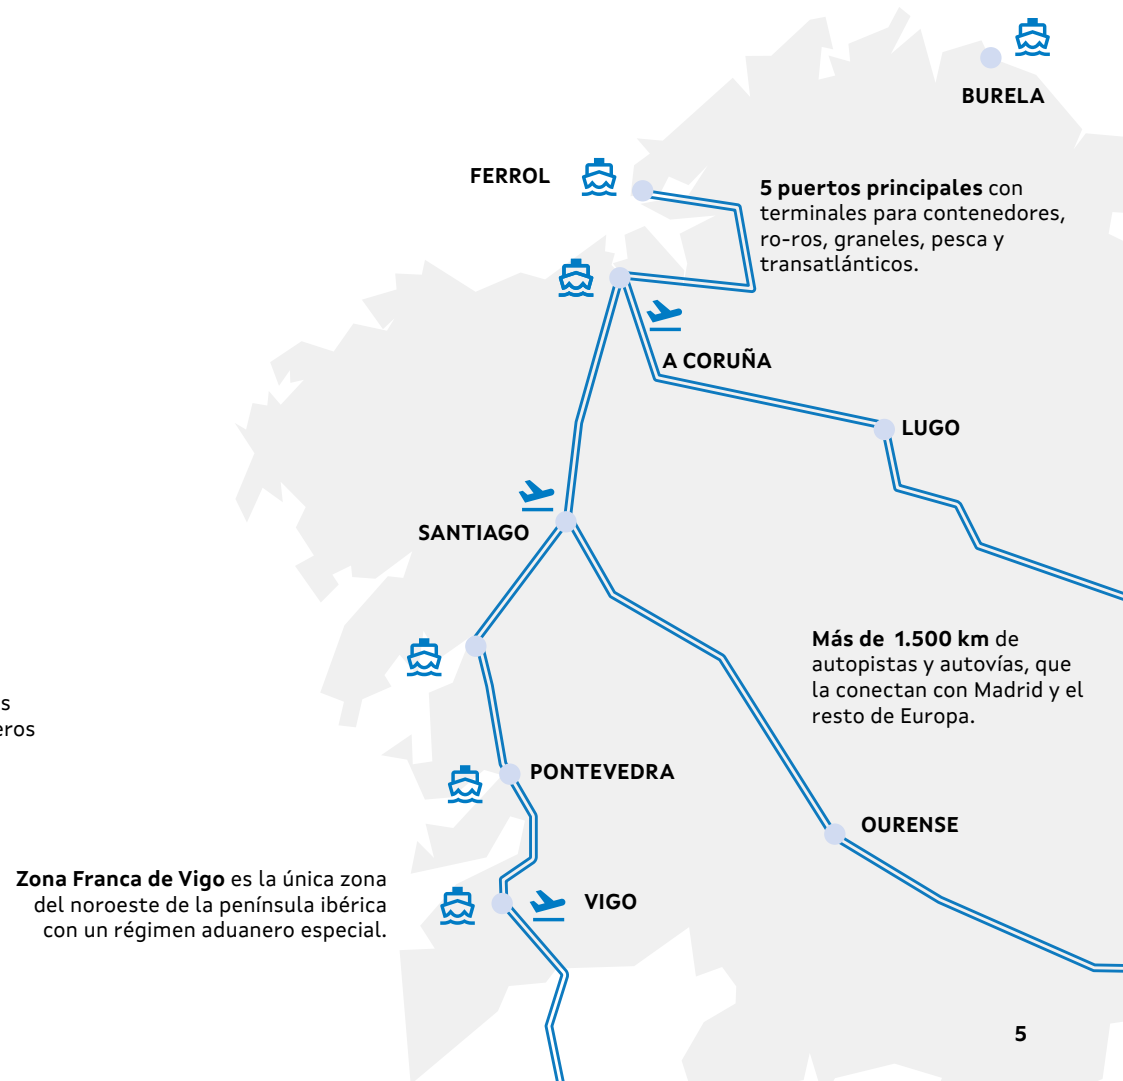 BURELA
FERROL
5 puertos principales con
terminales para contenedores,
ro-ros, graneles, pesca y
transatlánticos.
A CORUÑA
LUGO
SANTIAGO
Más de 1.500 km de
autopistas y autovías, que
la conectan con Madrid y el
resto de Europa.
PONTEVEDRA
OURENSE
Zona Franca de Vigo es la única zona
del noroeste de la península ibérica
con un régimen aduanero especial.
VIGO
5